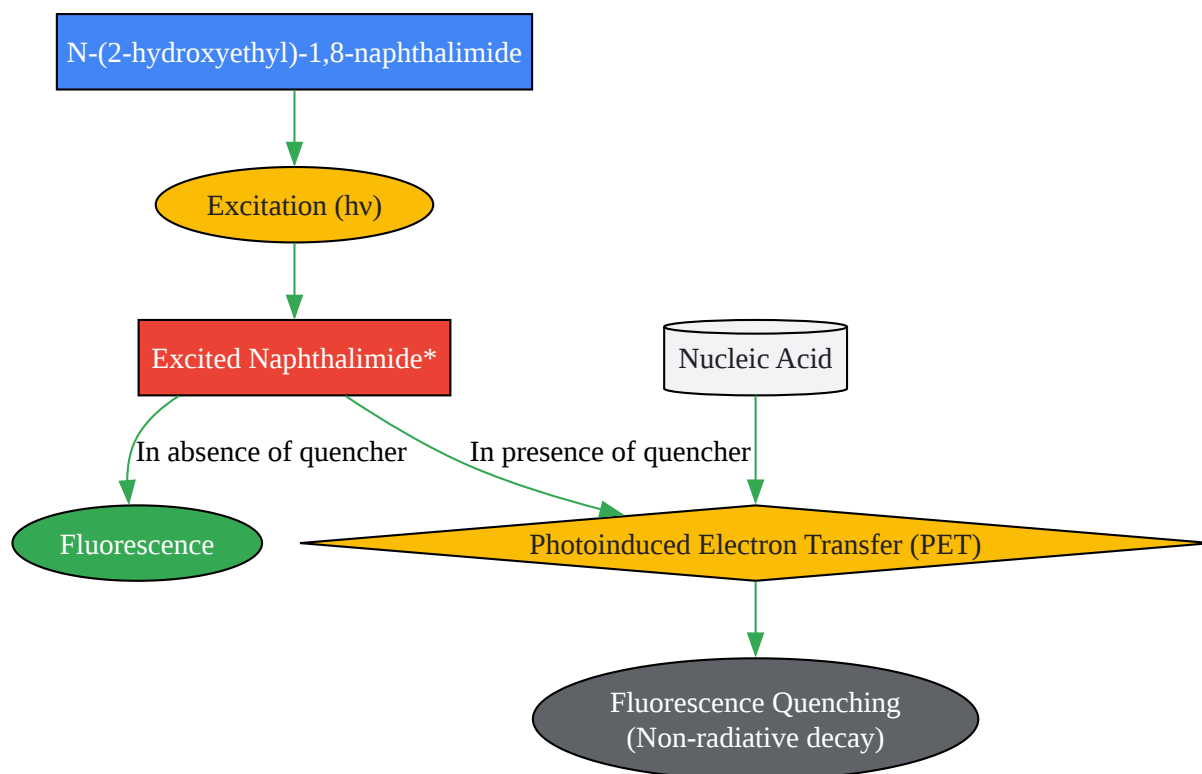 N-(2-hydroxyethyl)-1,8-naphthalimide
Excitation (hν)
Excited Naphthalimide*
Nucleic Acid
In absence of quencher
In presence of quencher
Fluorescence
Photoinduced Electron Transfer (PET)
Fluorescence Quenching
(Non-radiative decay)